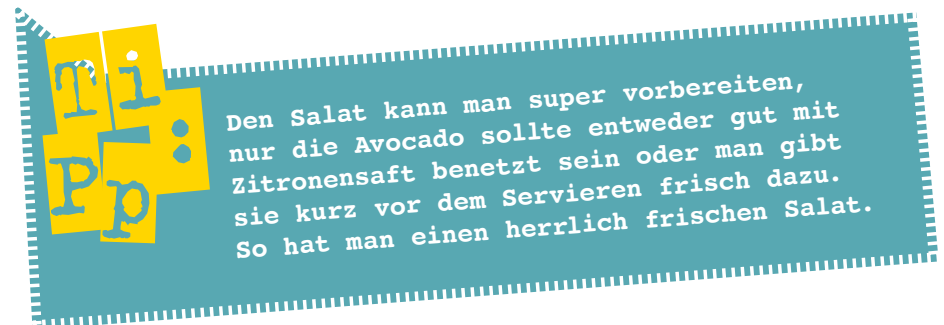 TiPp:
Den Salat kann man super vorbereiten,
nur die Avocado sollte entweder gut mit
Zitronensaft benetzt sein oder man gibt
sie kurz vor dem Servieren frisch dazu.
So hat man einen herrlich frischen Salat.